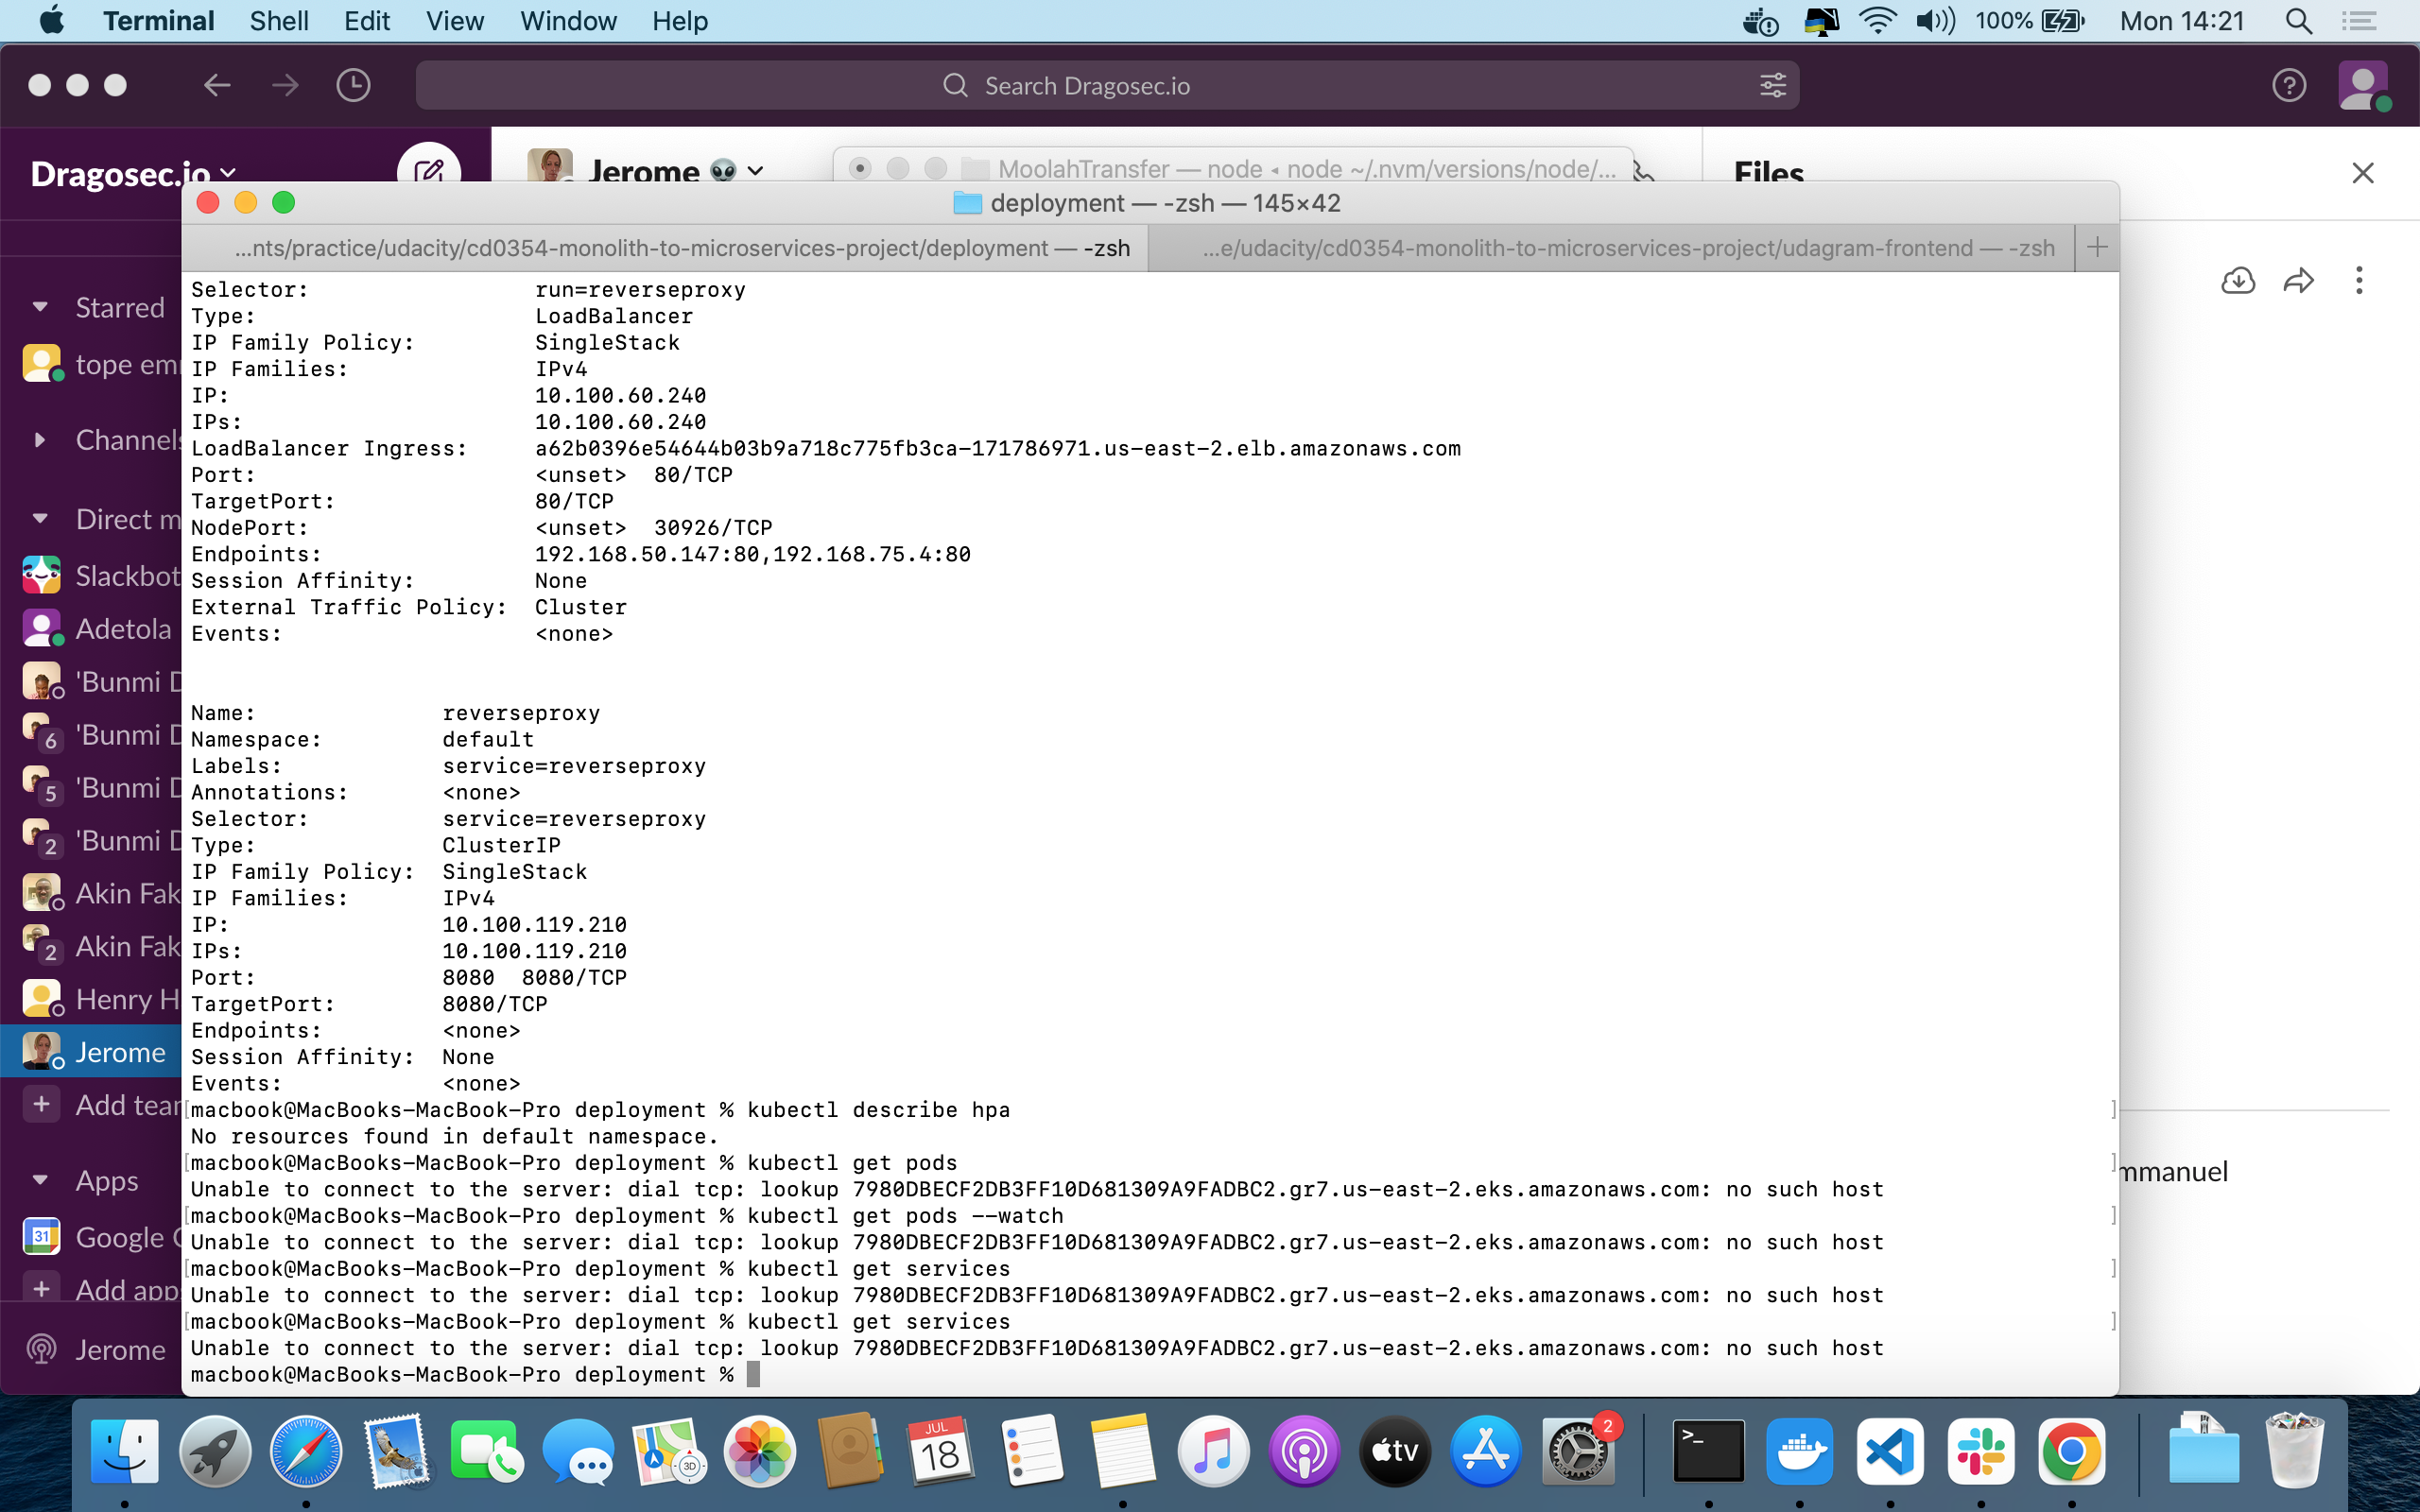 Terminal Shell Edit View Window Help 100% Mon 14:21
Search Dragosec.io
Dragosec.io
Jerome
MoolahTransfer — node ◂ node ~/.nvm/versions/node/...
Files
deployment — -zsh — 145×42
...nts/practice/udacity/cd0354-monolith-to-microservices-project/deployment — -zsh
...e/udacity/cd0354-monolith-to-microservices-project/udagram-frontend — -zsh
Starred
tope em
Channels
Direct m
Slackbot
Adetola
'Bunmi D
6 'Bunmi D
5 'Bunmi D
2 'Bunmi D
Akin Fak
2 Akin Fak
Henry H
Jerome
Add tear
Apps
31 Google C
Add apps
Jerome
Selector: run=reverseproxy
Type: LoadBalancer
IP Family Policy: SingleStack
IP Families: IPv4
IP: 10.100.60.240
IPs: 10.100.60.240
LoadBalancer Ingress: a62b0396e54644b03b9a718c775fb3ca-171786971.us-east-2.elb.amazonaws.com
Port: <unset> 80/TCP
TargetPort: 80/TCP
NodePort: <unset> 30926/TCP
Endpoints: 192.168.50.147:80,192.168.75.4:80
Session Affinity: None
External Traffic Policy: Cluster
Events: <none>
Name: reverseproxy
Namespace: default
Labels: service=reverseproxy
Annotations: <none>
Selector: service=reverseproxy
Type: ClusterIP
IP Family Policy: SingleStack
IP Families: IPv4
IP: 10.100.119.210
IPs: 10.100.119.210
Port: 8080 8080/TCP
TargetPort: 8080/TCP
Endpoints: <none>
Session Affinity: None
Events: <none>
[macbook@MacBooks-MacBook-Pro deployment % kubectl describe hpa ]
No resources found in default namespace.
[macbook@MacBooks-MacBook-Pro deployment % kubectl get pods ]
Unable to connect to the server: dial tcp: lookup 7980DBECF2DB3FF10D681309A9FADBC2.gr7.us-east-2.eks.amazonaws.com: no such host
[macbook@MacBooks-MacBook-Pro deployment % kubectl get pods --watch ]
Unable to connect to the server: dial tcp: lookup 7980DBECF2DB3FF10D681309A9FADBC2.gr7.us-east-2.eks.amazonaws.com: no such host
[macbook@MacBooks-MacBook-Pro deployment % kubectl get services ]
Unable to connect to the server: dial tcp: lookup 7980DBECF2DB3FF10D681309A9FADBC2.gr7.us-east-2.eks.amazonaws.com: no such host
[macbook@MacBooks-MacBook-Pro deployment % kubectl get services ]
Unable to connect to the server: dial tcp: lookup 7980DBECF2DB3FF10D681309A9FADBC2.gr7.us-east-2.eks.amazonaws.com: no such host
macbook@MacBooks-MacBook-Pro deployment %
mmanuel
3D
JUL
18
tv
2
>_